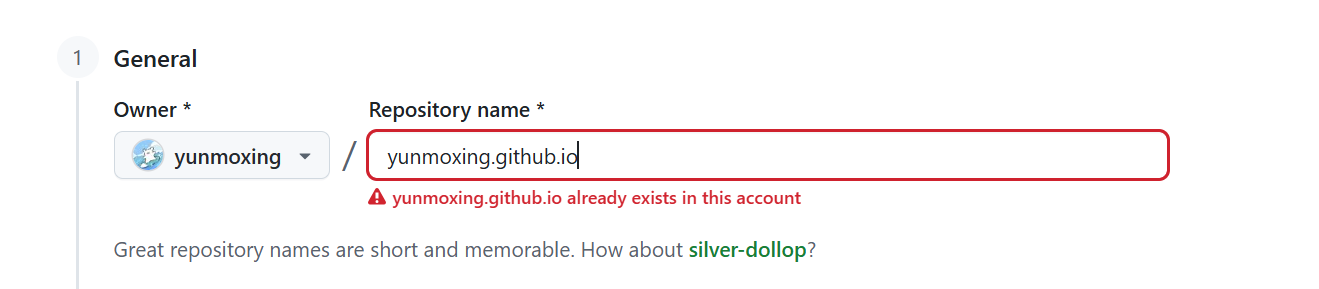 1 General
Owner * Repository name *
yunmoxing / yunmoxing.github.io
yunmoxing.github.io already exists in this account
Great repository names are short and memorable. How about silver-dollop?